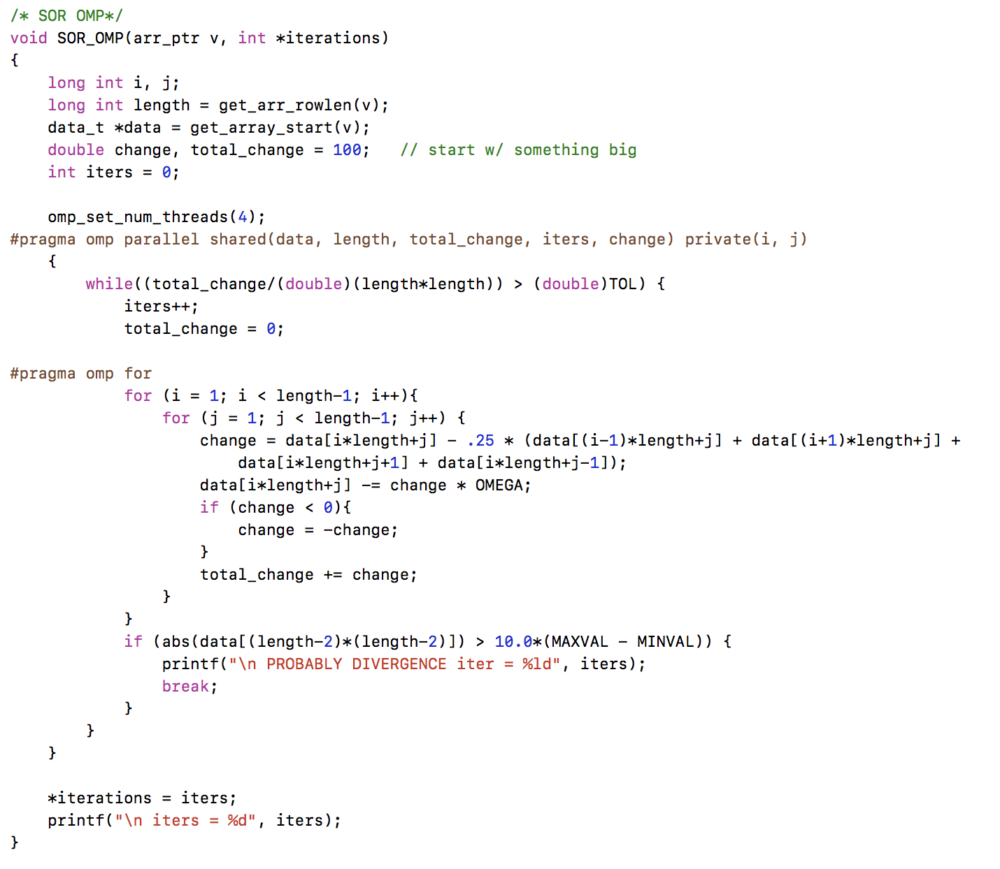 /* SOR OMP*/
void SOR_OMP(arr_ptr v, int *iterations)
{
    long int i, j;
    long int length = get_arr_rowlen(v);
    data_t *data = get_array_start(v);
    double change, total_change = 100;   // start w/ something big
    int iters = 0;

    omp_set_num_threads(4);
#pragma omp parallel shared(data, length, total_change, iters, change) private(i, j)
    {
        while((total_change/(double)(length*length)) > (double)TOL) {
            iters++;
            total_change = 0;

#pragma omp for
            for (i = 1; i < length-1; i++){
                for (j = 1; j < length-1; j++) {
                    change = data[i*length+j] - .25 * (data[(i-1)*length+j] + data[(i+1)*length+j] +
                        data[i*length+j+1] + data[i*length+j-1]);
                    data[i*length+j] -= change * OMEGA;
                    if (change < 0){
                        change = -change;
                    }
                    total_change += change;
                }
            }
            if (abs(data[(length-2)*(length-2)]) > 10.0*(MAXVAL - MINVAL)) {
                printf("\n PROBABLY DIVERGENCE iter = %ld", iters);
                break;
            }
        }
    }

    *iterations = iters;
    printf("\n iters = %d", iters);
}